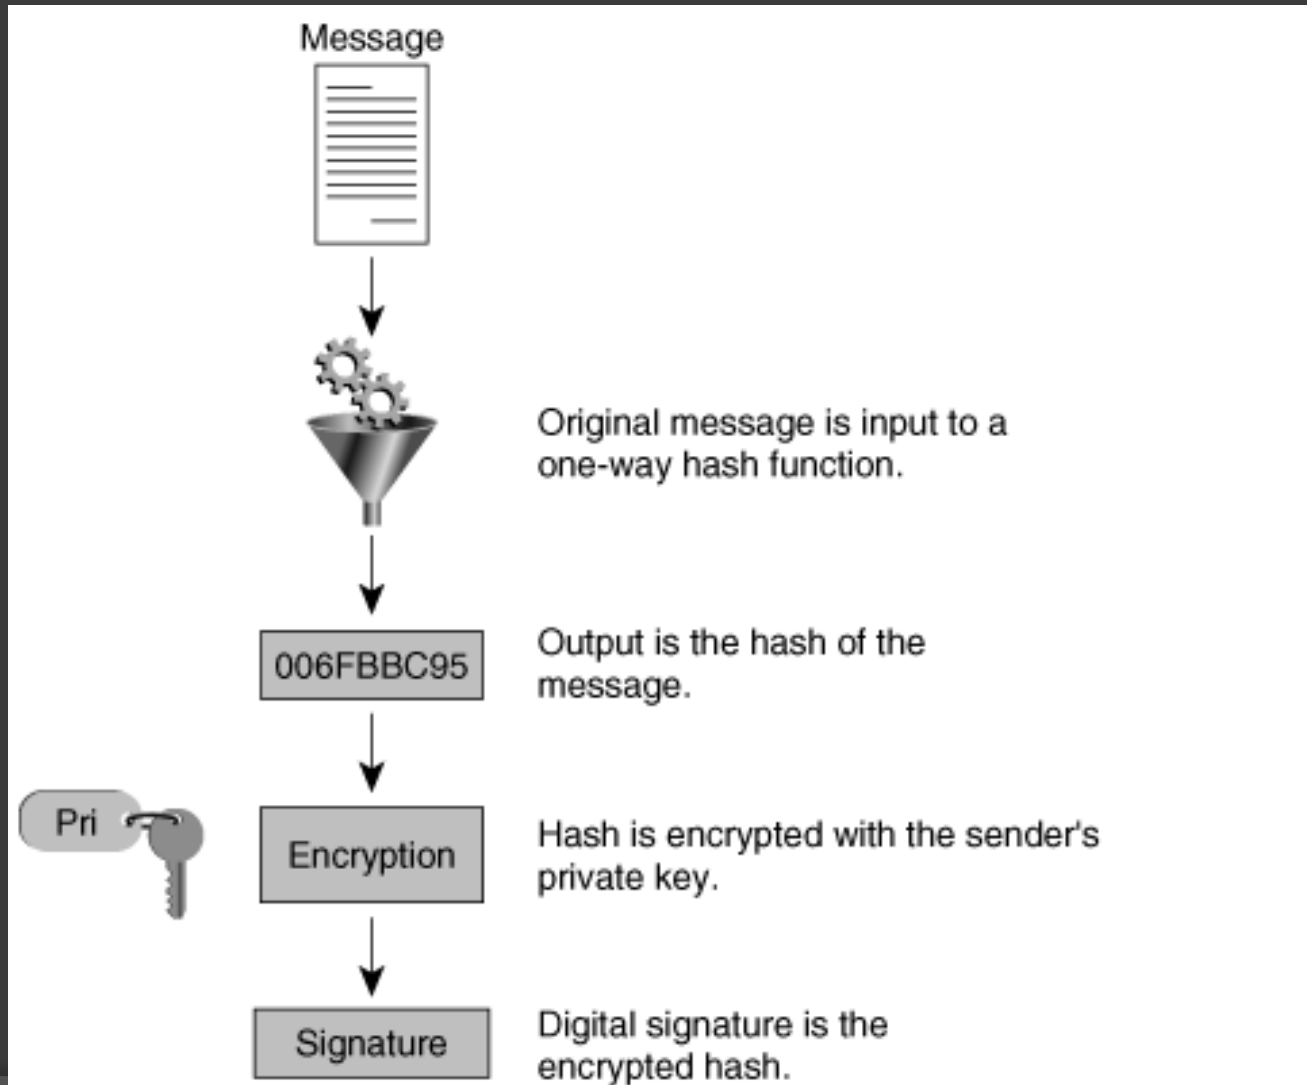 Message
Original message is input to a
one-way hash function.
006FBBC95
Output is the hash of the
message.
Pri
Encryption
Hash is encrypted with the sender's
private key.
Signature
Digital signature is the
encrypted hash.